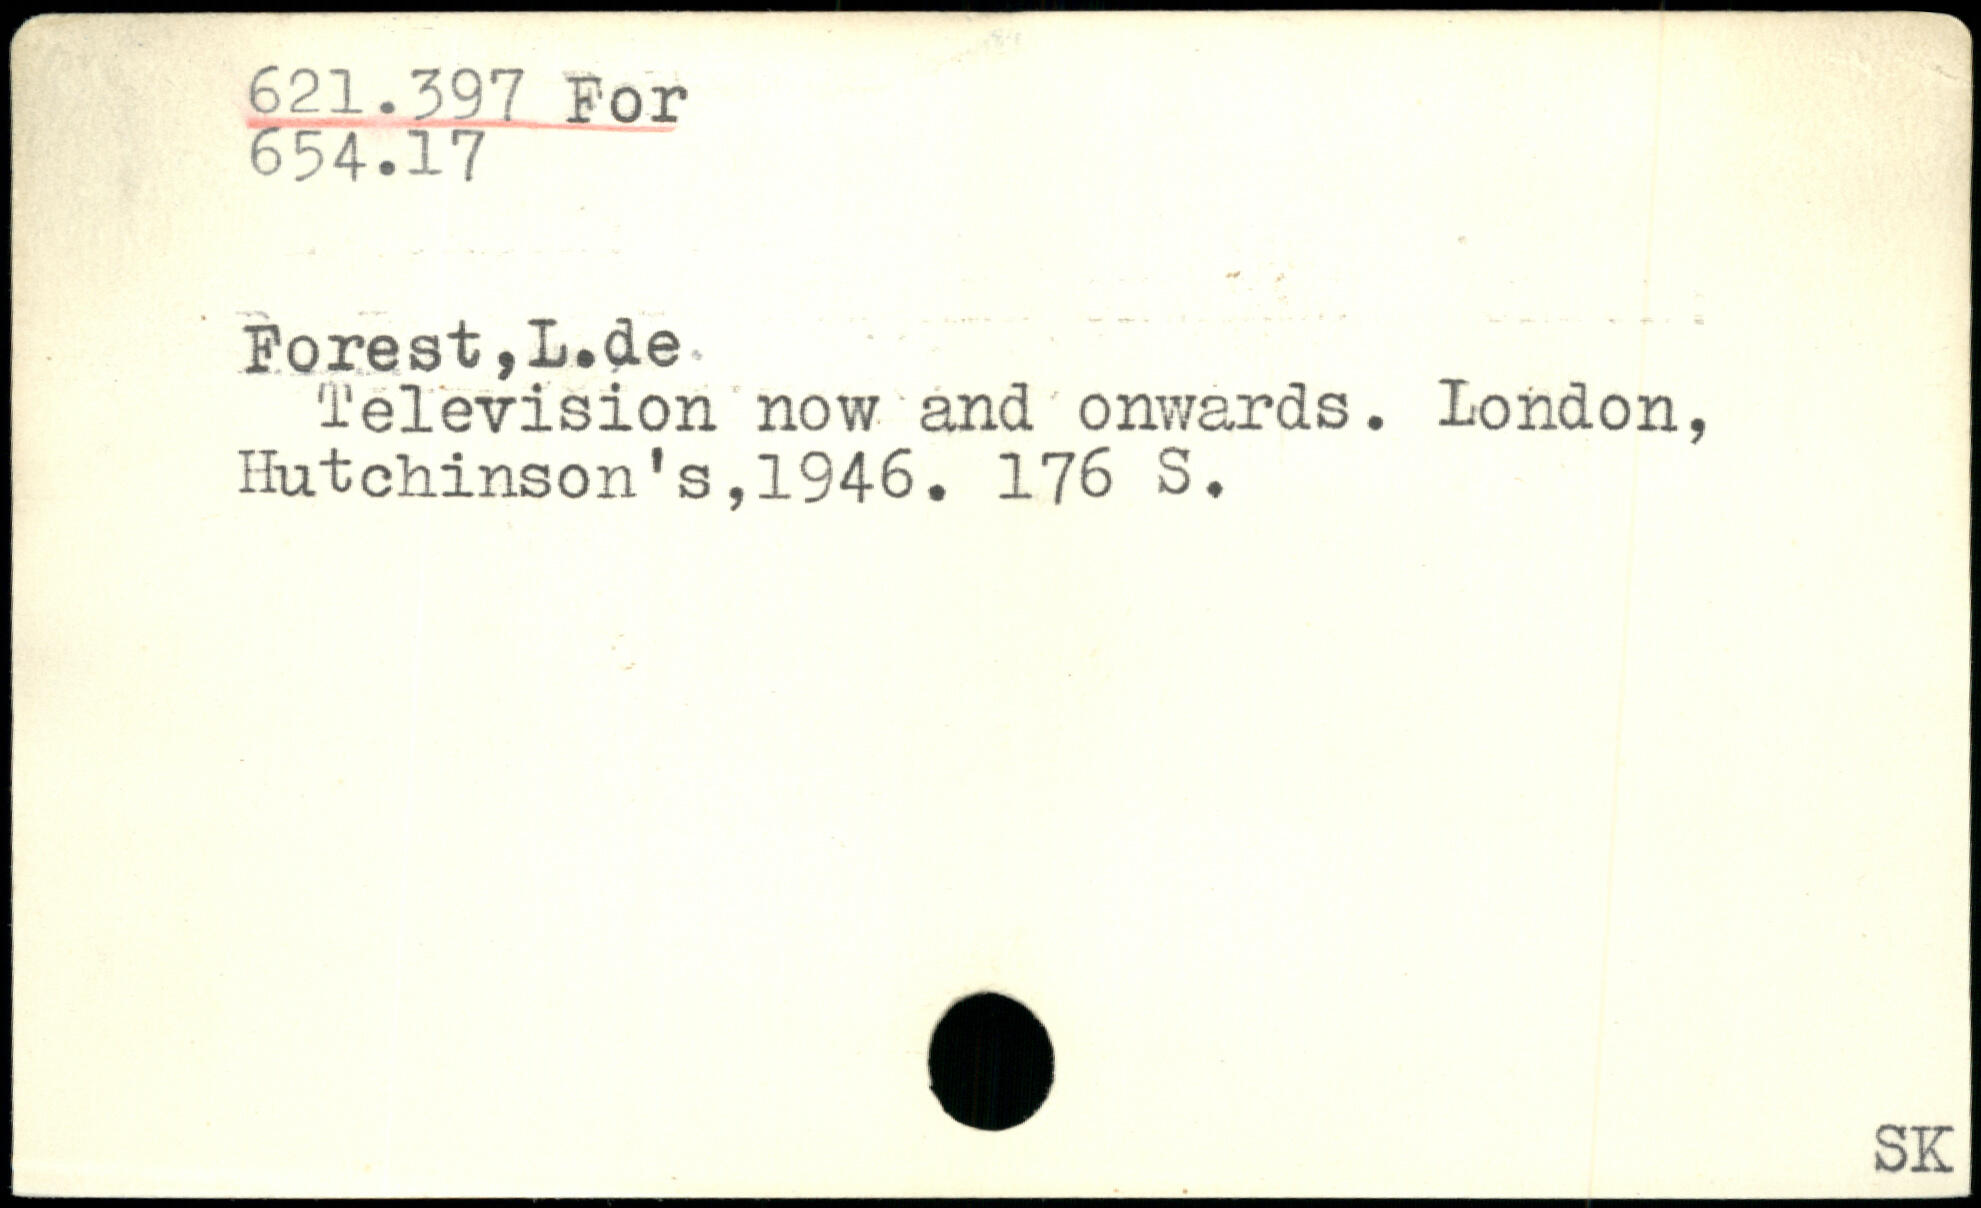 621.397 For
654.17
Forest,L.de
Television now and onwards. London,
Hutchinson's,1946. 176 S.
SK